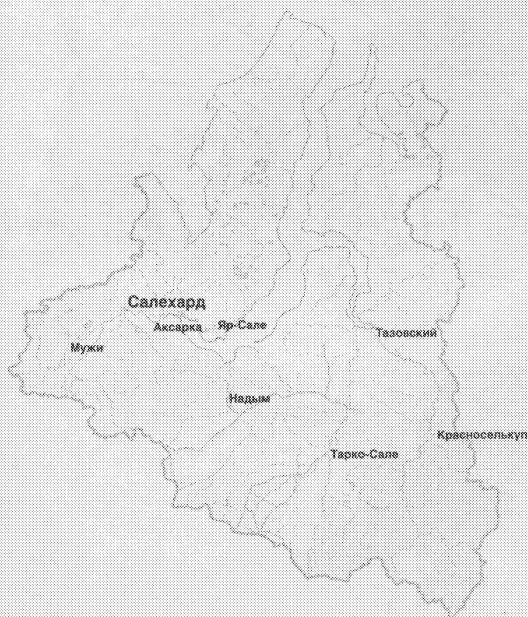 Салехард
Аксарка
Яр-Сале
Тазовский
Мужи
Надым
Красноселькуп
Тарко-Сале